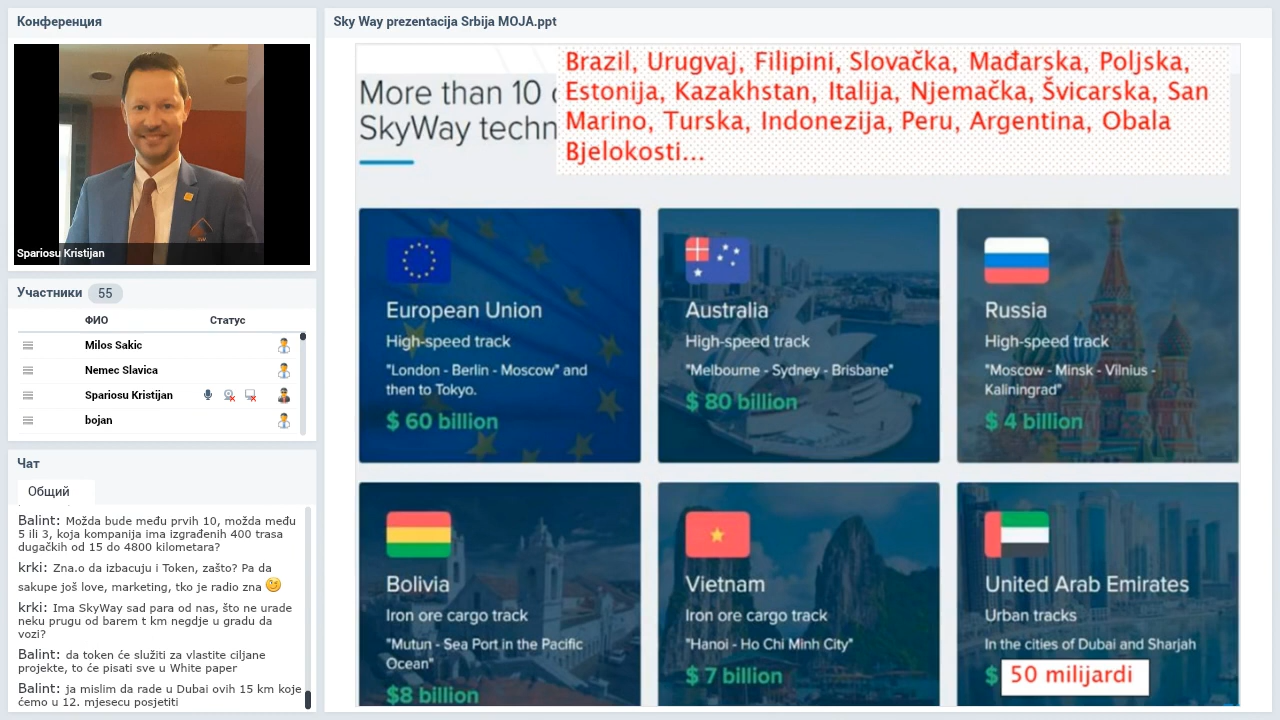 Конференция
Spariosu Kristijan
Участники 55
ФИО Статус
Milos Sakic
Nemec Slavica
Spariosu Kristijan
bojan
Чат
Общий
Balint: Možda bude među prvih 10, možda među
5 ili 3, koja kompanija ima izgrađenih 400 trasa
dugačkih od 15 do 4800 kilometara?
krki: Zna.o da izbacuju i Token, zašto? Pa da
sakupe još love, marketing, tko je radio zna
krki: Ima SkyWay sad para od nas, što ne urade
neku prugu od barem t km negdje u gradu da
vozi?
Balint: da token će služiti za vlastite ciljane
projekte, to će pisati sve u White paper
Balint: ja mislim da rade u Dubai ovih 15 km koje
ćemo u 12. mjesecu posjetiti
Sky Way prezentacija Srbija MOJA.ppt
More than 10
SkyWay techn
Brazil, Urugvaj, Filipini, Slovačka, Mađarska, Poljska,
Estonija, Kazakhstan, Italija, Njemačka, Švicarska, San
Marino, Turska, Indonezija, Peru, Argentina, Obala
Bjelokosti...
European Union
High-speed track
"London - Berlin - Moscow" and
then to Tokyo.
$ 60 billion
Australia
High-speed track
"Melbourne - Sydney - Brisbane"
$ 80 billion
Russia
High-speed track
"Moscow - Minsk - Vilnius -
Kaliningrad"
$ 4 billion
Bolivia
Iron ore cargo track
"Mutun - Sea Port in the Pacific
Ocean"
$8 billion
Vietnam
Iron ore cargo track
"Hanoi - Ho Chi Minh City"
$ 7 billion
United Arab Emirates
Urban tracks
In the cities of Dubai and Sharjah
$ 50 milijardi